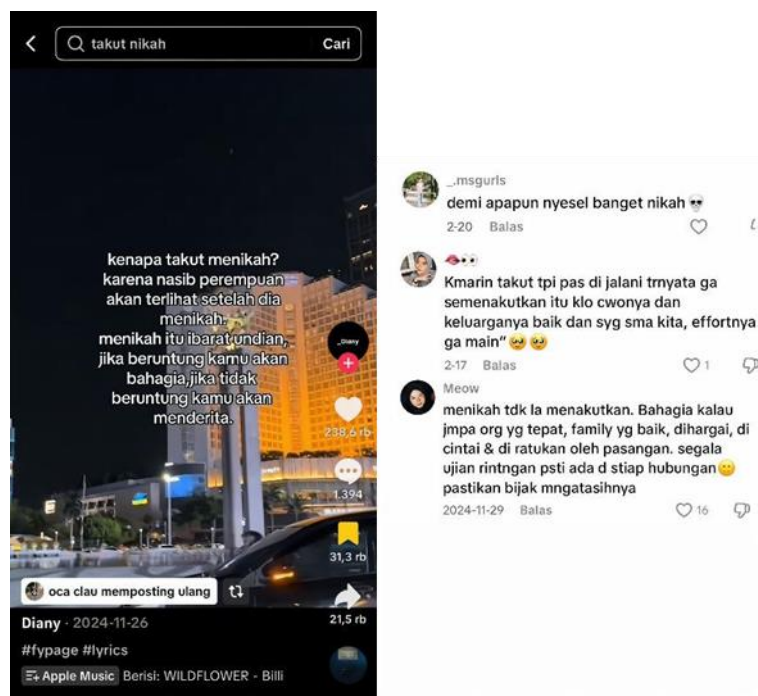 takut nikah
Cari
kenapa takut menikah?
karena nasib perempuan
akan terlihat setelah dia
menikah.
menikah itu ibarat undian,
jika beruntung kamu akan
bahagia,jika tidak
beruntung kamu akan
menderita.
_Diany
238,6 rb
1.394
31,3 rb
21,5 rb
oca clau memposting ulang
Diany · 2024-11-26
#fypage #lyrics
Apple Music Berisi: WILDFLOWER - Billi
_.msgurls
demi apapun nyesel banget nikah 💀
2-20 Balas
🫦👀
Kmarin takut tpi pas di jalani trnyata ga
semenakutkan itu klo cwonya dan
keluarganya baik dan syg sma kita, effortnya
ga main" 🥹🥹
2-17 Balas
1
Meow
menikah tdk la menakutkan. Bahagia kalau
jmpa org yg tepat, family yg baik, dihargai, di
cintai & di ratukan oleh pasangan. segala
ujian rintngan psti ada d stiap hubungan🙂
pastikan bijak mngatasihnya
2024-11-29 Balas
16